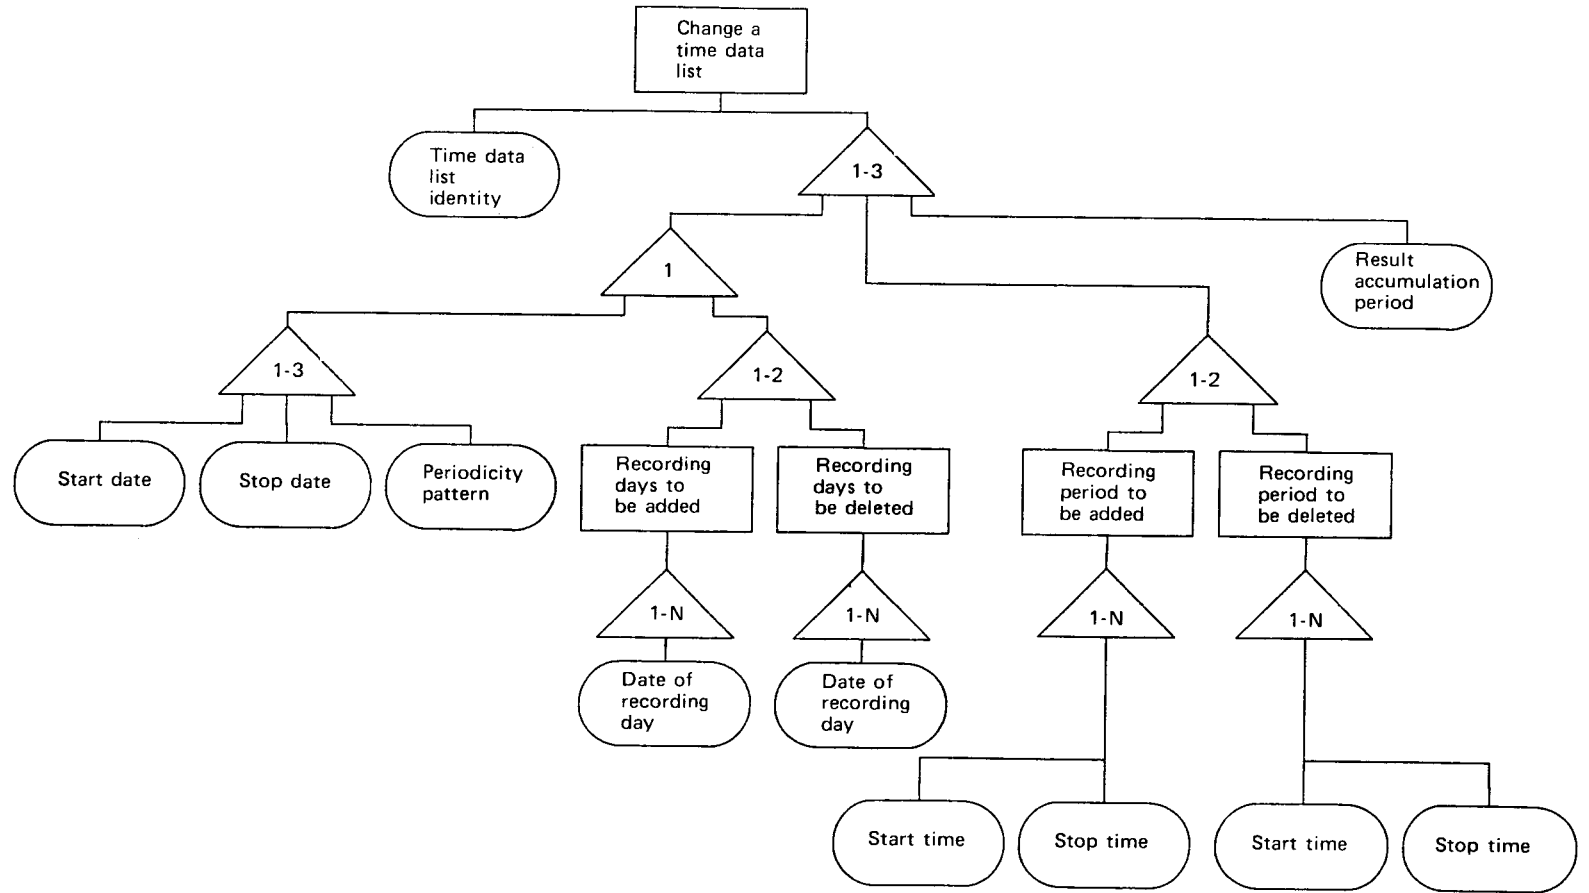 Change a
time data
list
Time data
list
identity
1-3
1
Result
accumulation
period
1-3
1-2
1-2
Start date
Stop date
Periodicity
pattern
Recording
days to
be added
Recording
days to
be deleted
Recording
period to
be added
Recording
period to
be deleted
1-N
1-N
1-N
1-N
Date of
recording
day
Date of
recording
day
Start time
Stop time
Start time
Stop time